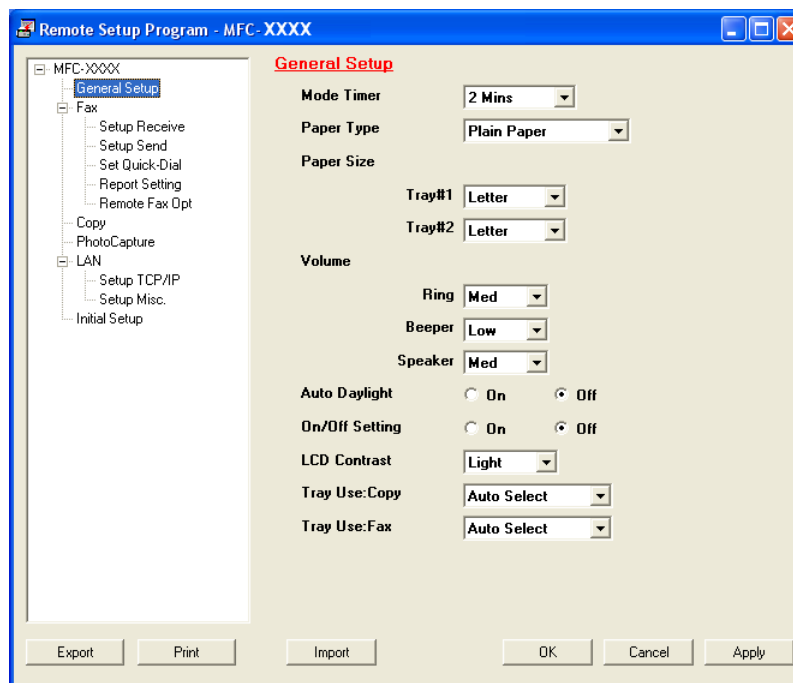 Remote Setup Program - MFC-XXXX
MFC-XXXX
General Setup
Fax
Setup Receive
Setup Send
Set Quick-Dial
Report Setting
Remote Fax Opt
Copy
PhotoCapture
LAN
Setup TCP/IP
Setup Misc.
Initial Setup
General Setup
Mode Timer 2 Mins
Paper Type Plain Paper
Paper Size
Tray#1 Letter
Tray#2 Letter
Volume
Ring Med
Beeper Low
Speaker Med
Auto Daylight On Off
On/Off Setting On Off
LCD Contrast Light
Tray Use:Copy Auto Select
Tray Use:Fax Auto Select
Export Print Import OK Cancel Apply